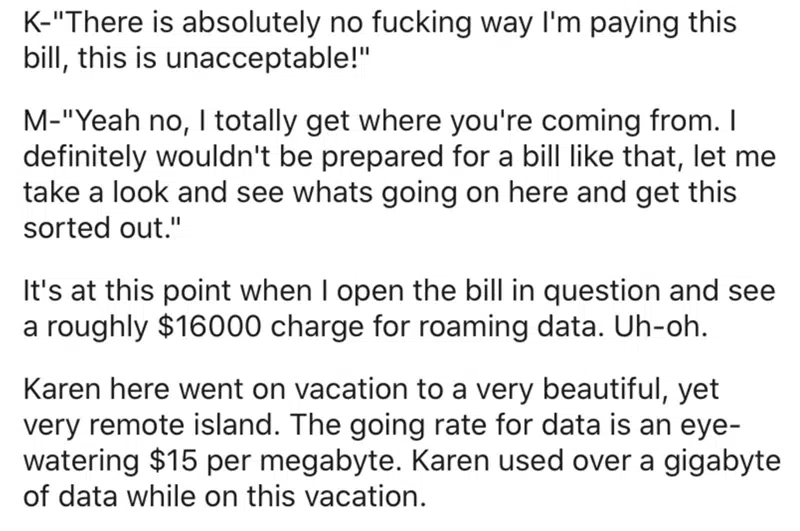 K-"There is absolutely no fucking way I'm paying this
bill, this is unacceptable!"
M-"Yeah no, I totally get where you're coming from. I
definitely wouldn't be prepared for a bill like that, let me
take a look and see whats going on here and get this
sorted out."
It's at this point when I open the bill in question and see
a roughly $16000 charge for roaming data. Uh-oh.
Karen here went on vacation to a very beautiful, yet
very remote island. The going rate for data is an eye-
watering $15 per megabyte. Karen used over a gigabyte
of data while on this vacation.